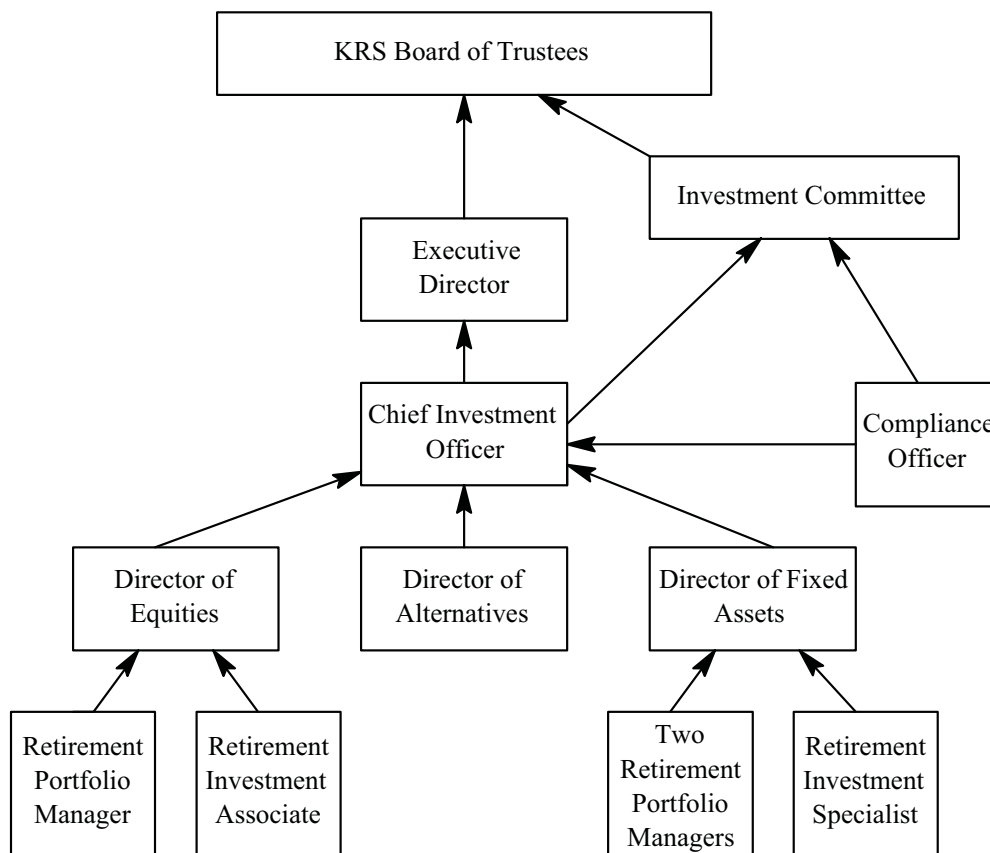 KRS Board of Trustees
Investment Committee
Executive
Director
Chief Investment
Officer
Compliance
Officer
Director of
Equities
Director of
Alternatives
Director of Fixed
Assets
Retirement
Portfolio
Manager
Retirement
Investment
Associate
Two
Retirement
Portfolio
Managers
Retirement
Investment
Specialist